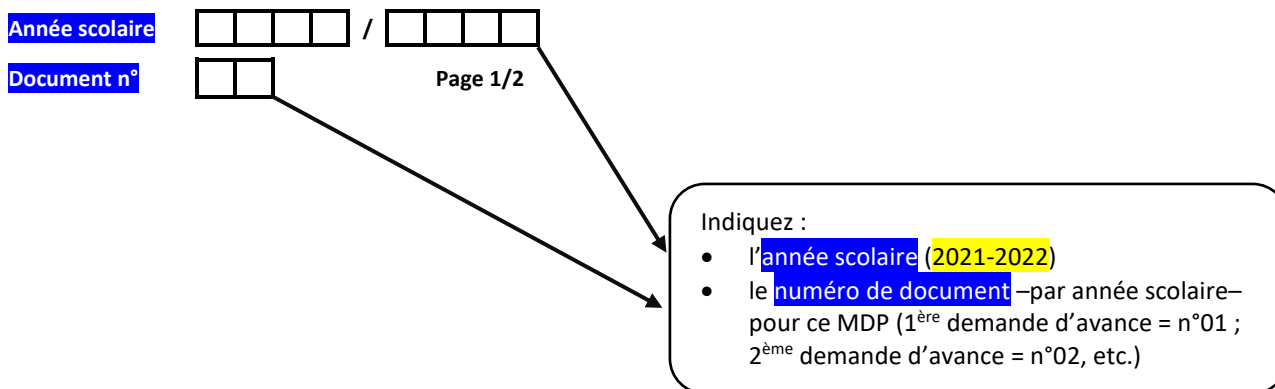 Année scolaire /
Document n° Page 1/2
Indiquez :
• l'année scolaire (2021-2022)
• le numéro de document –par année scolaire–
pour ce MDP (1ère demande d'avance = n°01 ;
2ème demande d'avance = n°02, etc.)